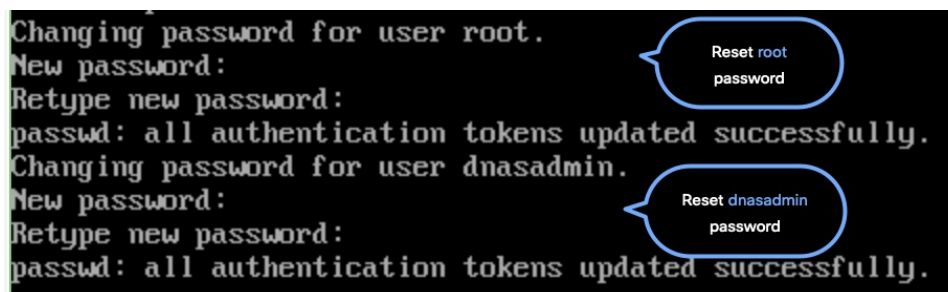 Changing password for user root.
New password:
Retype new password:
passwd: all authentication tokens updated successfully.
Changing password for user dnasadmin.
New password:
Retype new password:
passwd: all authentication tokens updated successfully.
Reset root
password
Reset dnasadmin
password